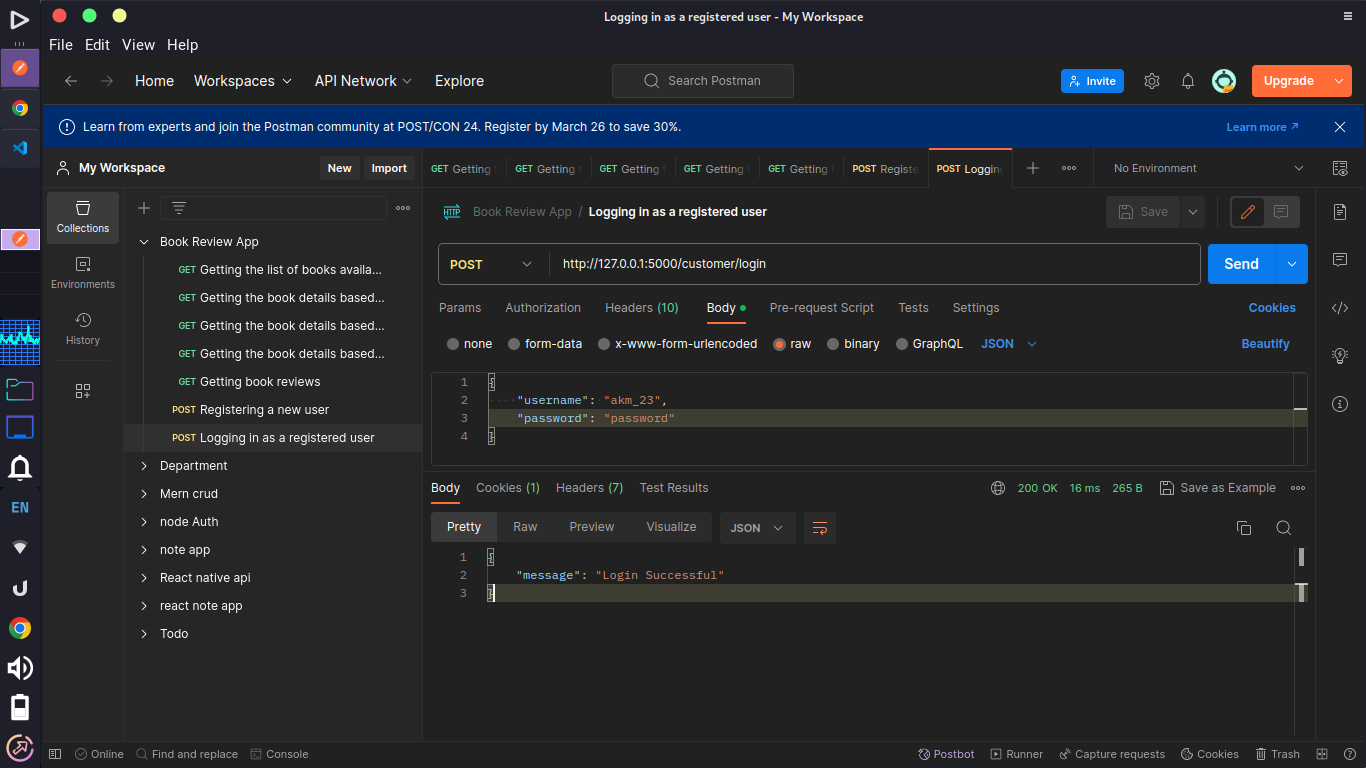 Logging in as a registered user - My Workspace
File Edit View Help
Home Workspaces API Network Explore Search Postman Invite Upgrade
Learn from experts and join the Postman community at POST/CON 24. Register by March 26 to save 30%. Learn more
My Workspace New Import
GET Getting GET Getting GET Getting GET Getting GET Getting POST Registe POST Loggin No Environment
HTTP Book Review App / Logging in as a registered user Save
Collections
Environments
History
Book Review App
GET Getting the list of books availa...
GET Getting the book details based...
GET Getting the book details based...
GET Getting the book details based...
GET Getting book reviews
POST Registering a new user
POST Logging in as a registered user
Department
Mern crud
node Auth
note app
React native api
react note app
Todo
POST http://127.0.0.1:5000/customer/login Send
Params Authorization Headers (10) Body Pre-request Script Tests Settings Cookies
none form-data x-www-form-urlencoded raw binary GraphQL JSON Beautify
1 {
2 "username": "akm_23",
3 "password": "password"
4 }
Body Cookies (1) Headers (7) Test Results 200 OK 16 ms 265 B Save as Example
Pretty Raw Preview Visualize JSON
1 {
2 "message": "Login Successful"
3 }
EN
Online Find and replace Console Postbot Runner Capture requests Cookies Trash